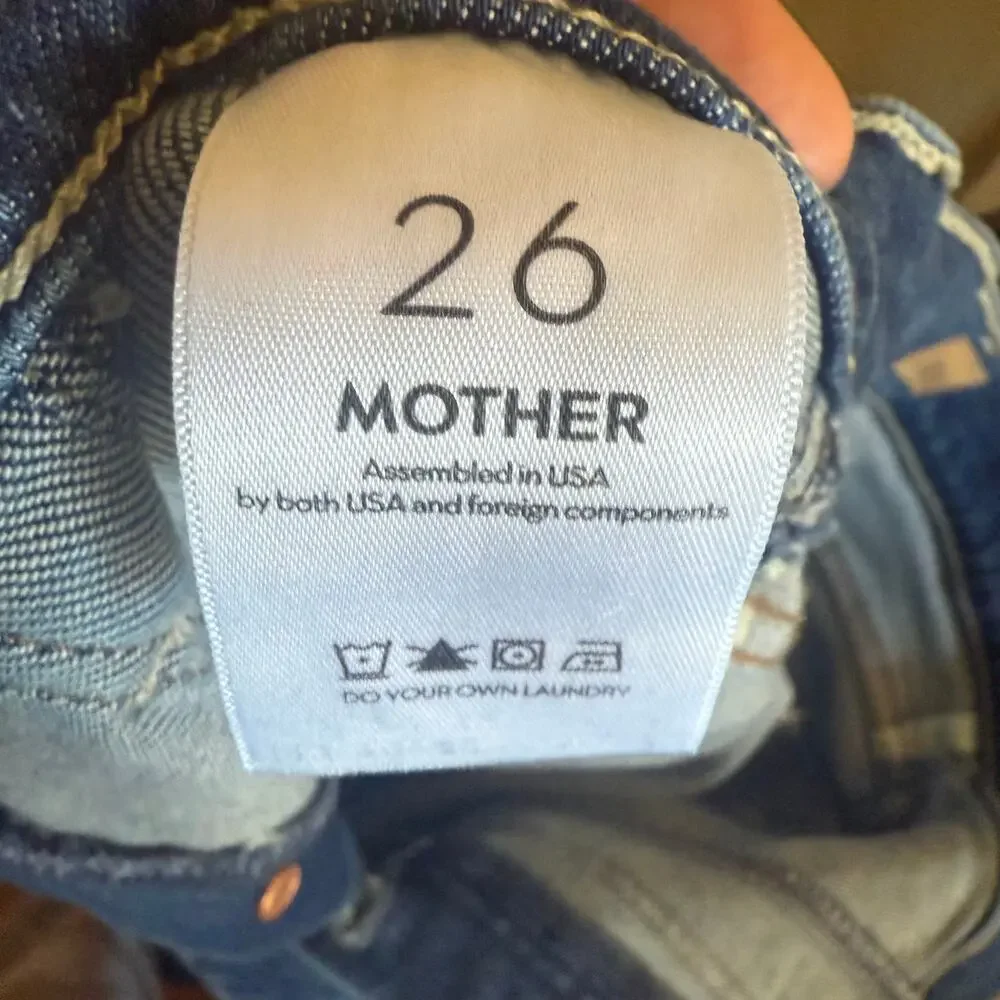 26
MOTHER
Assembled in USA
by both USA and foreign components
DO YOUR OWN LAUNDRY